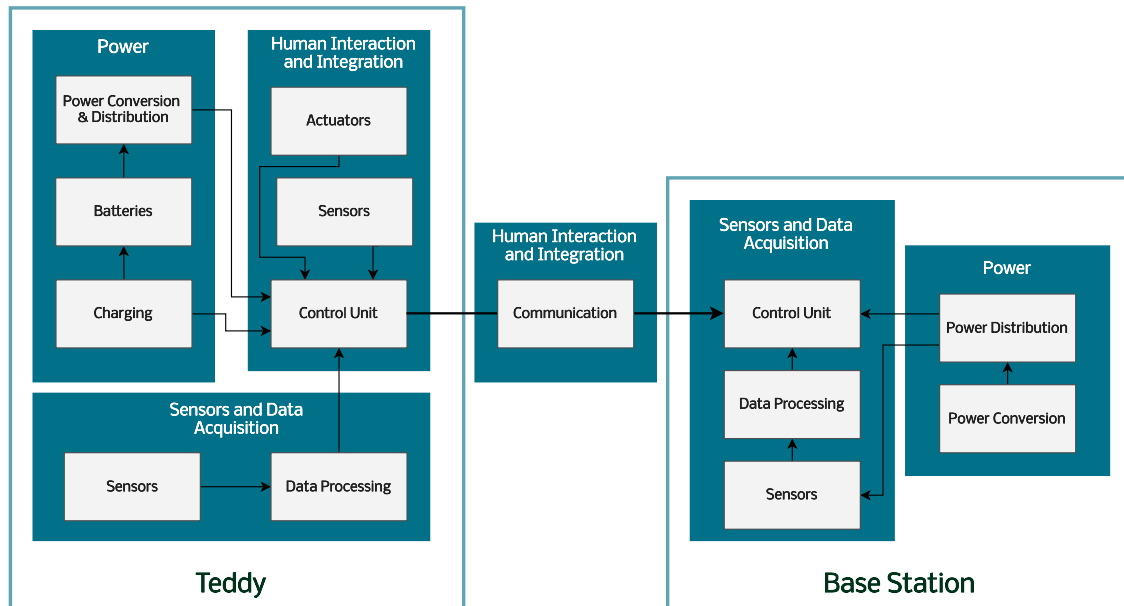 Power
Power Conversion
& Distribution
Batteries
Charging
Human Interaction
and Integration
Actuators
Sensors
Control Unit
Sensors and Data
Acquisition
Sensors
Data Processing
Teddy
Human Interaction
and Integration
Communication
Sensors and Data
Acquisition
Control Unit
Data Processing
Sensors
Power
Power Distribution
Power Conversion
Base Station